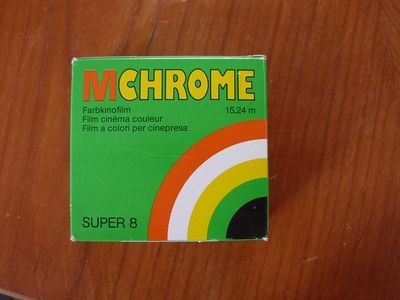 MCHROME
Farbkinofilm 15,24 m
Film cinéma couleur
Film a colori per cinepresa
SUPER 8